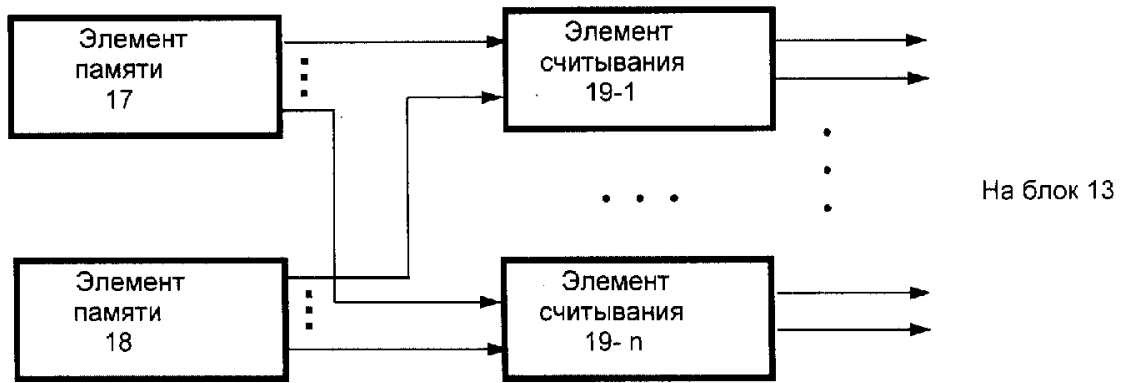 Элемент
памяти
17
Элемент
считывания
19-1
На блок 13
Элемент
памяти
18
Элемент
считывания
19- n